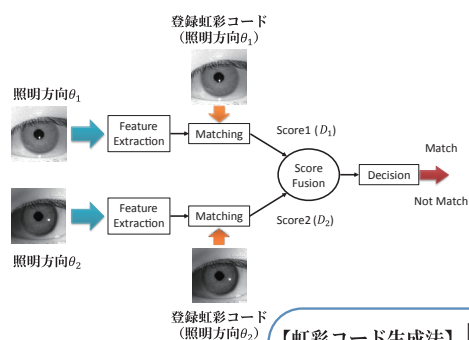 登録虹彩コード
（照明方向θ₁）
照明方向θ₁
Feature
Extraction
Matching
Score1 (D₁)
Score
Fusion
Decision
Match
Not Match
Feature
Extraction
Matching
Score2 (D₂)
照明方向θ₂
登録虹彩コード
（照明方向θ₂）
【虹彩コード生成法】